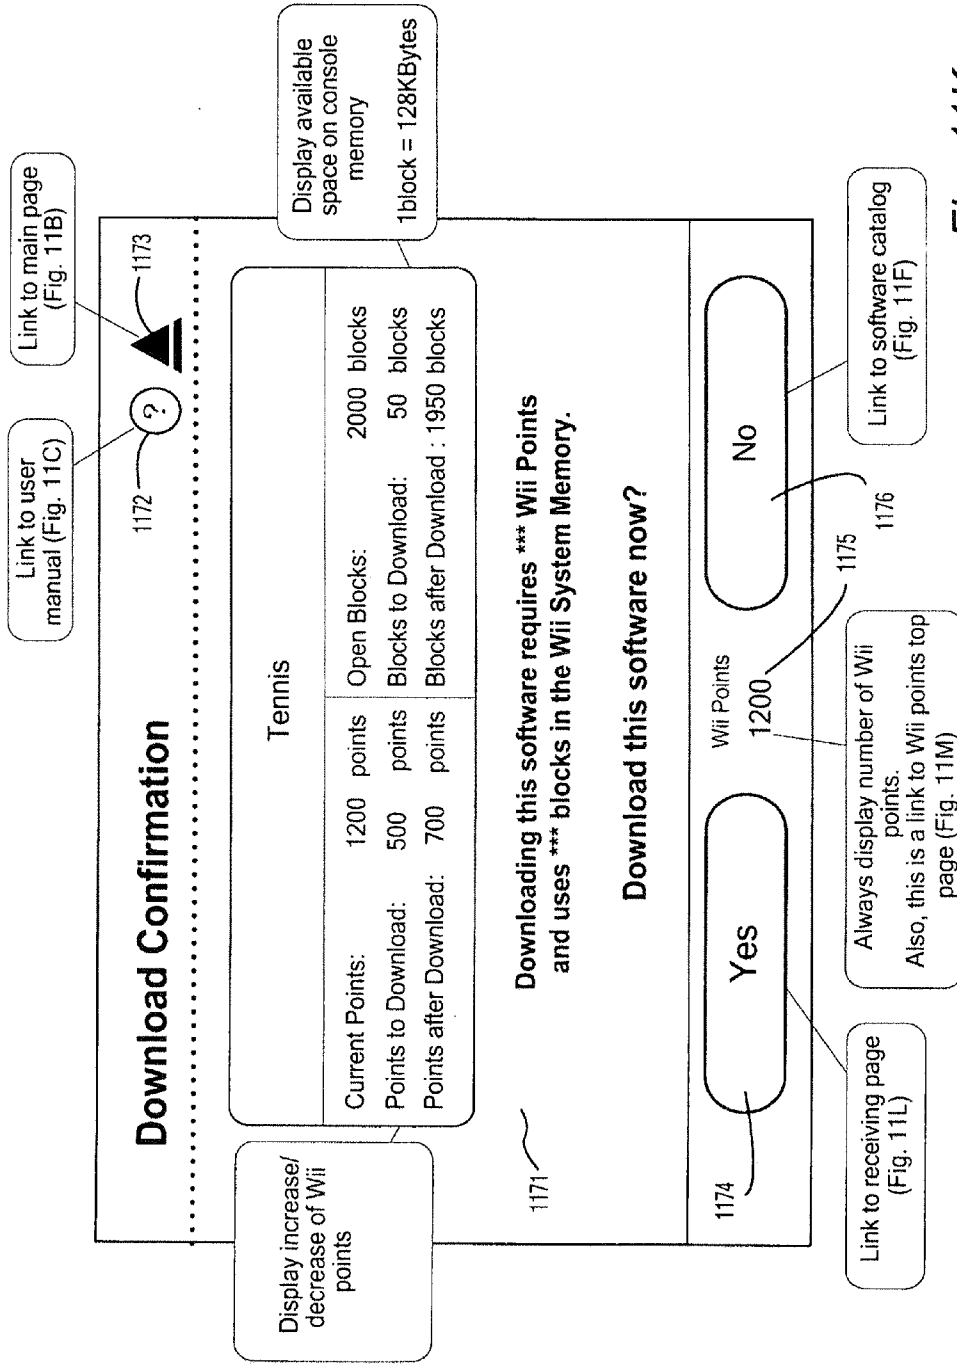 Link to user
manual (Fig. 11C)
Link to main page
(Fig. 11B)
Download Confirmation
1172
?
1173
Display increase/
decrease of Wii
points
Tennis
Current Points: 1200 points
Points to Download: 500 points
Points after Download: 700 points
Open Blocks: 2000 blocks
Blocks to Download: 50 blocks
Blocks after Download : 1950 blocks
Display available
space on console
memory
1block = 128KBytes
1171
Downloading this software requires *** Wii Points
and uses *** blocks in the Wii System Memory.
Download this software now?
Yes
Wii Points
1200
No
1174
1175
1176
Link to receiving page
(Fig. 11L)
Always display number of Wii
points.
Also, this is a link to Wii points top
page (Fig. 11M)
Link to software catalog
(Fig. 11F)